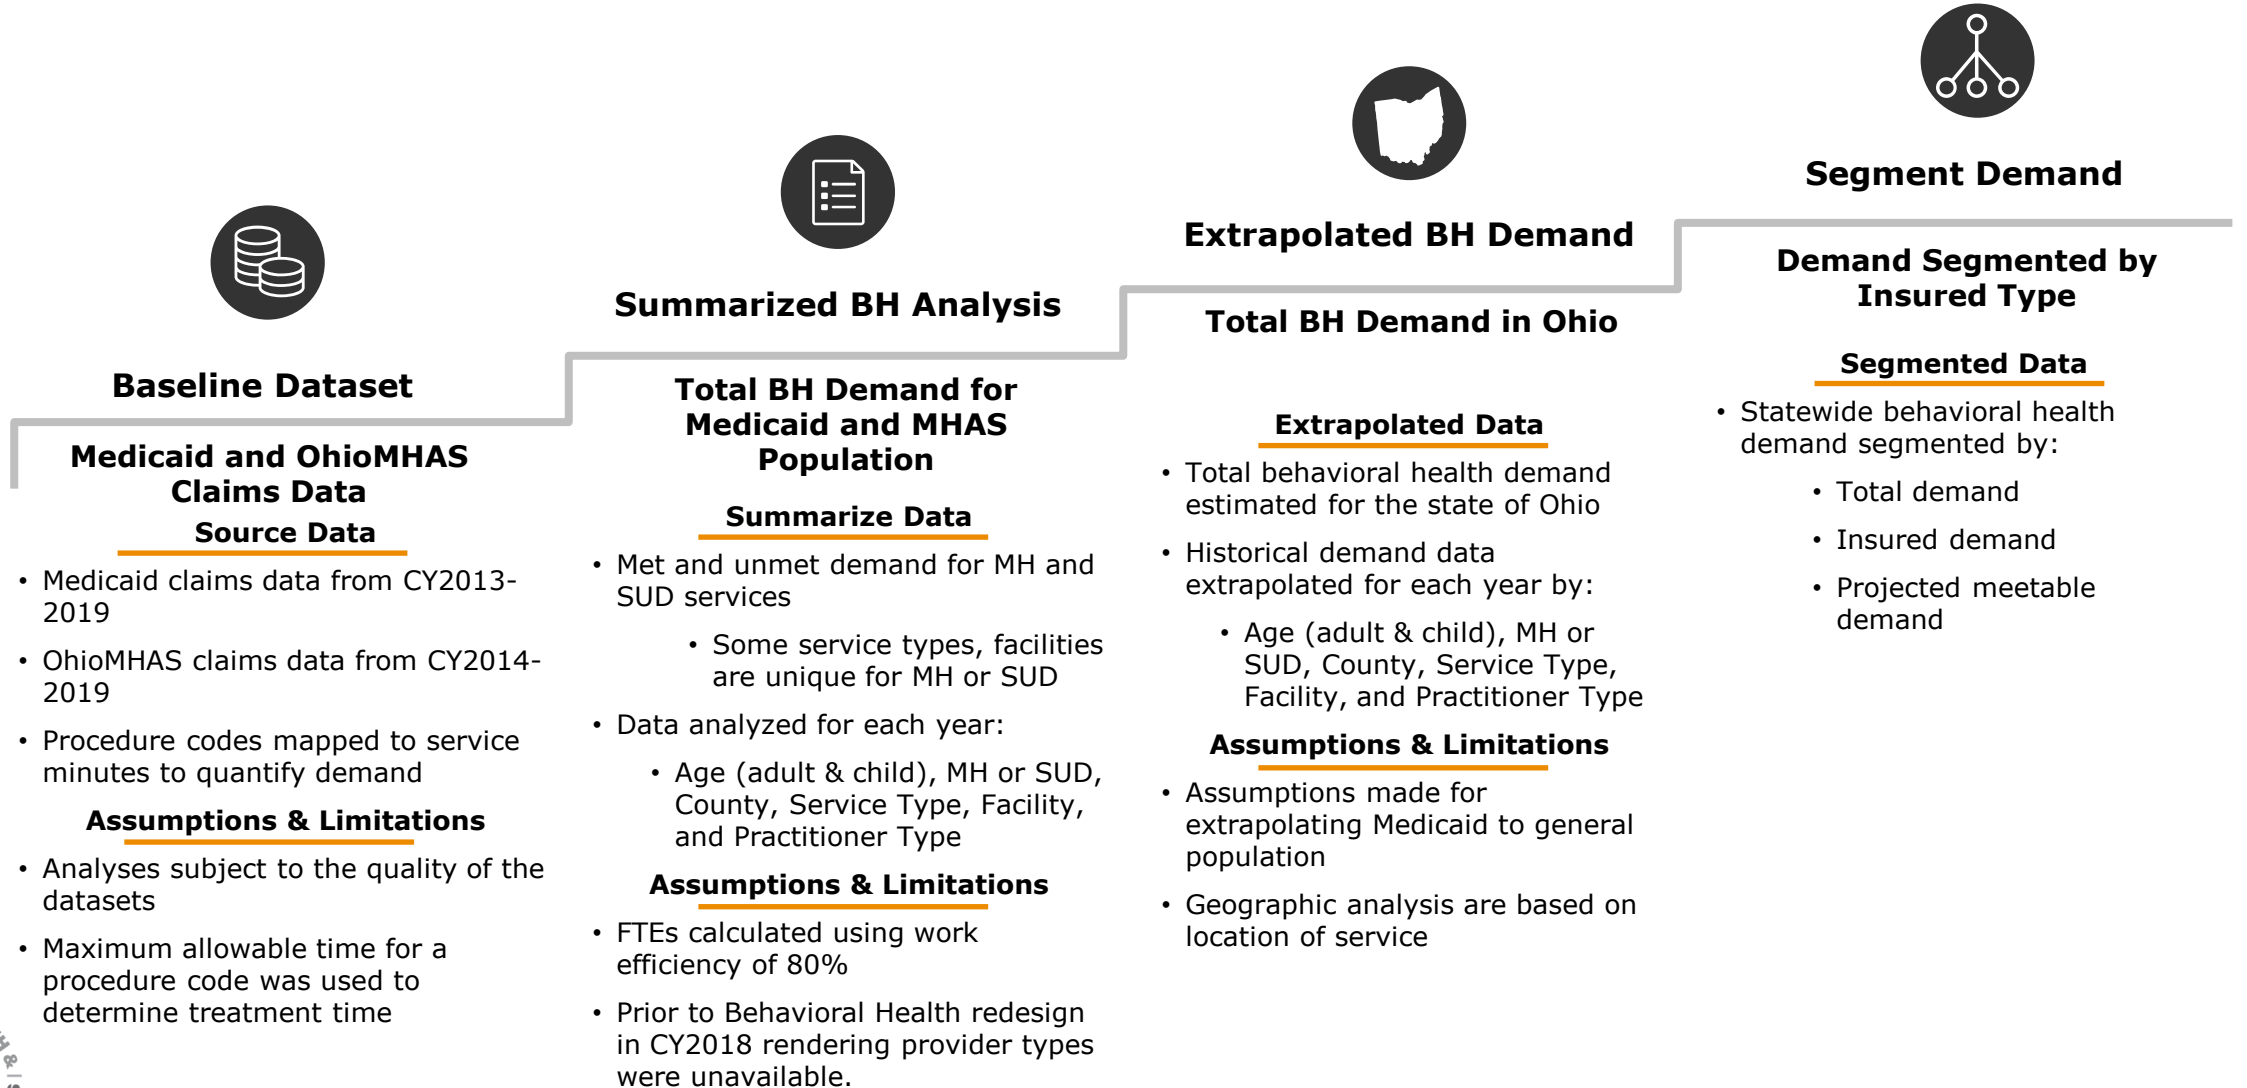 Baseline Dataset
Medicaid and OhioMHAS
Claims Data
Source Data
• Medicaid claims data from CY2013-
2019
• OhioMHAS claims data from CY2014-
2019
• Procedure codes mapped to service
minutes to quantify demand
Assumptions & Limitations
• Analyses subject to the quality of the
datasets
• Maximum allowable time for a
procedure code was used to
determine treatment time
Summarized BH Analysis
Total BH Demand for
Medicaid and MHAS
Population
Summarize Data
• Met and unmet demand for MH and
SUD services
• Some service types, facilities
are unique for MH or SUD
• Data analyzed for each year:
• Age (adult & child), MH or SUD,
County, Service Type, Facility,
and Practitioner Type
Assumptions & Limitations
• FTEs calculated using work
efficiency of 80%
• Prior to Behavioral Health redesign
in CY2018 rendering provider types
were unavailable.
Extrapolated BH Demand
Total BH Demand in Ohio
Extrapolated Data
• Total behavioral health demand
estimated for the state of Ohio
• Historical demand data
extrapolated for each year by:
• Age (adult & child), MH or
SUD, County, Service Type,
Facility, and Practitioner Type
Assumptions & Limitations
• Assumptions made for
extrapolating Medicaid to general
population
• Geographic analysis are based on
location of service
Segment Demand
Demand Segmented by
Insured Type
Segmented Data
• Statewide behavioral health
demand segmented by:
• Total demand
• Insured demand
• Projected meetable
demand